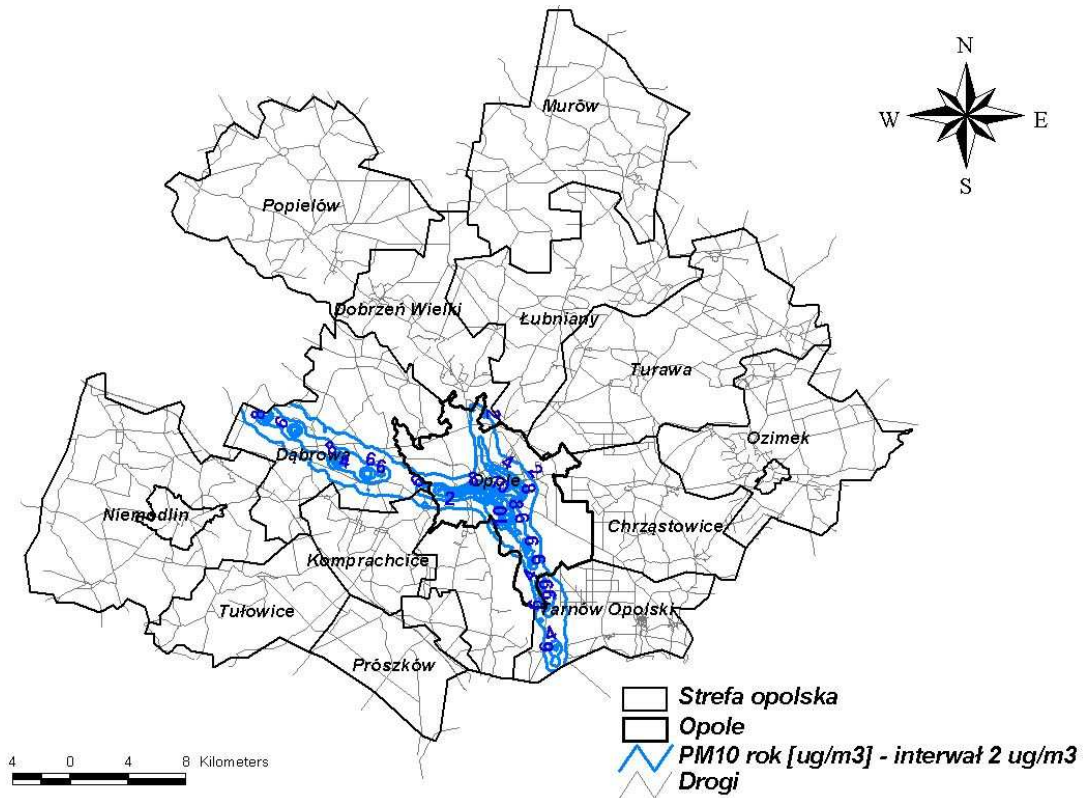 N
W E
S
Murów
Popielów
Dobrzeń Wielki
Łubniany
Turawa
Ozimek
Dąbrowa
Opole
Niemodlin
Chrząstowice
Komprachcice
Tułowice
Tarnów Opolski
Prószków
Strefa opolska
Opole
PM10 rok [ug/m3] - interwał 2 ug/m3
Drogi
4 0 4 8 Kilometers